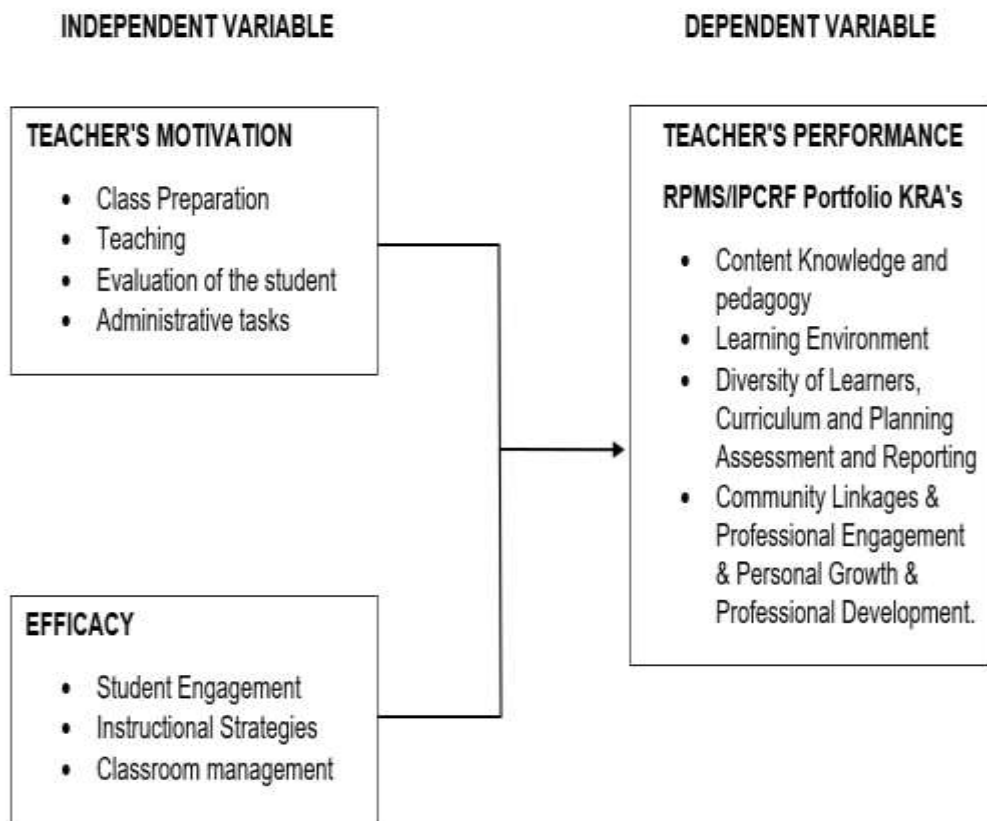 INDEPENDENT VARIABLE
DEPENDENT VARIABLE
TEACHER'S MOTIVATION
• Class Preparation
• Teaching
• Evaluation of the student
• Administrative tasks
EFFICACY
• Student Engagement
• Instructional Strategies
• Classroom management
TEACHER'S PERFORMANCE
RPMS/IPCRF Portfolio KRA's
• Content Knowledge and
pedagogy
• Learning Environment
• Diversity of Learners,
Curriculum and Planning
Assessment and Reporting
• Community Linkages &
Professional Engagement
& Personal Growth &
Professional Development.